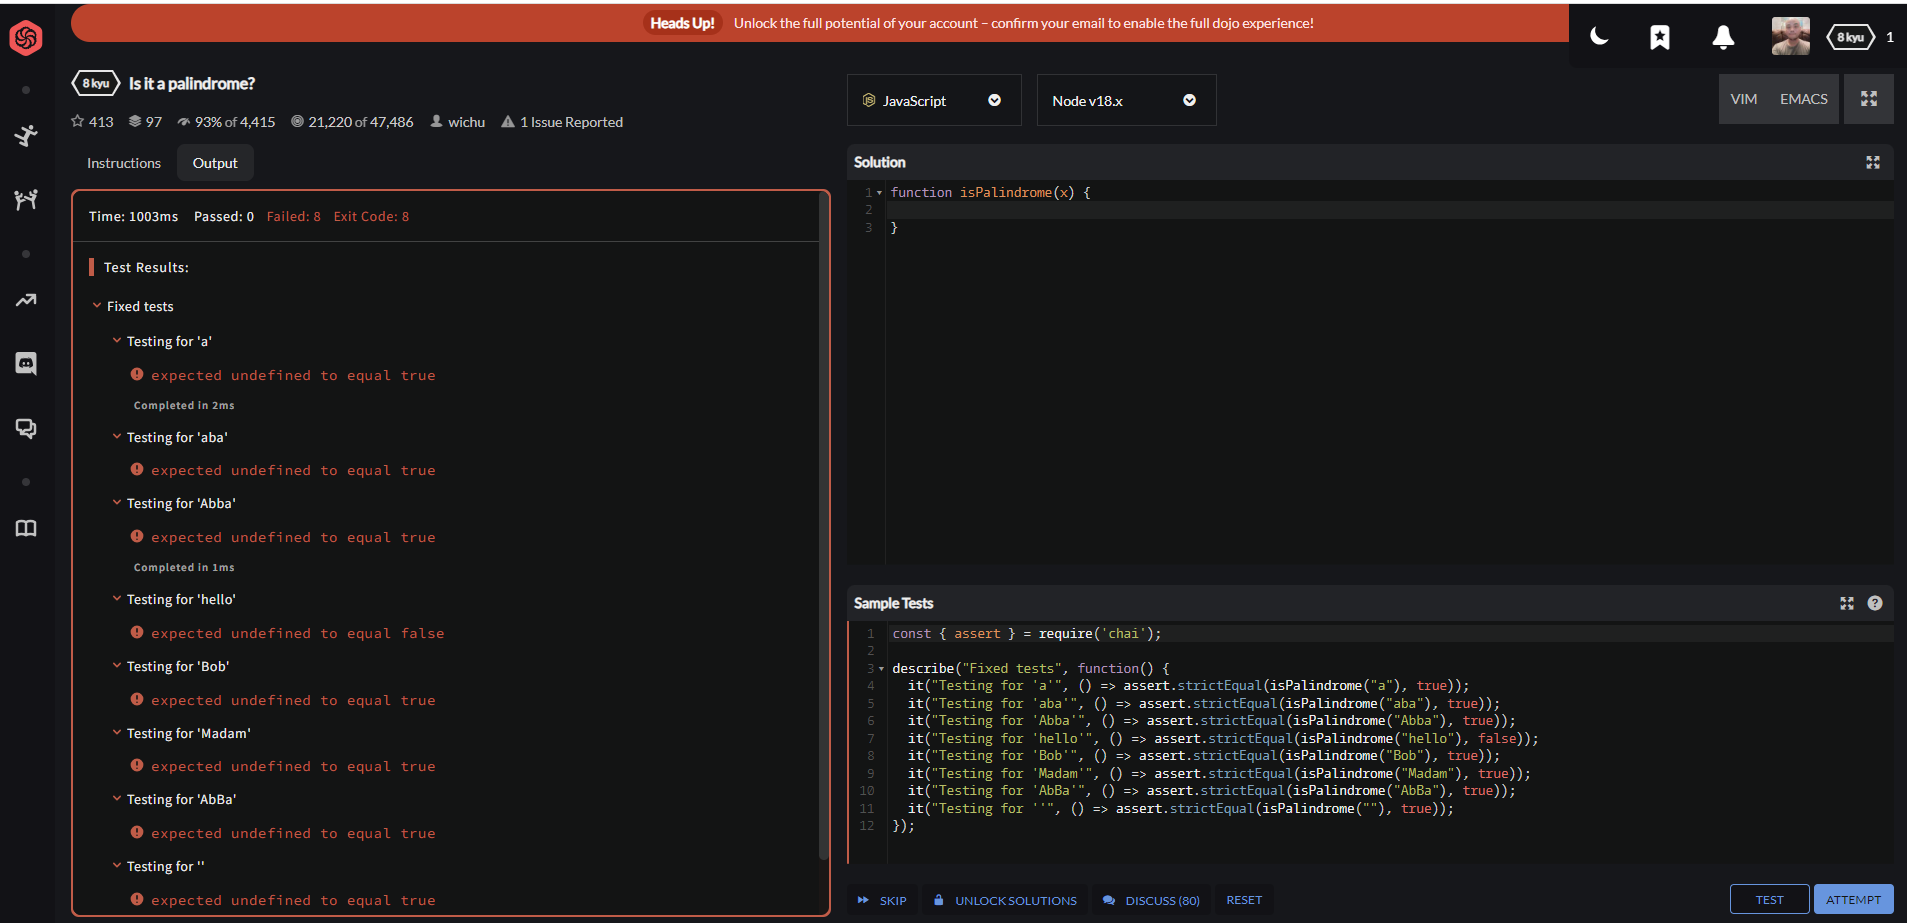 Heads Up! Unlock the full potential of your account – confirm your email to enable the full dojo experience!
8 kyu 1
8 kyu Is it a palindrome?
413 97 93% of 4,415 21,220 of 47,486 wichu 1 Issue Reported
Instructions Output
Time: 1003ms Passed: 0 Failed: 8 Exit Code: 8
Test Results:
Fixed tests
Testing for 'a'
expected undefined to equal true
Completed in 2ms
Testing for 'aba'
expected undefined to equal true
Testing for 'Abba'
expected undefined to equal true
Completed in 1ms
Testing for 'hello'
expected undefined to equal false
Testing for 'Bob'
expected undefined to equal true
Testing for 'Madam'
expected undefined to equal true
Testing for 'AbBa'
expected undefined to equal true
Testing for ''
expected undefined to equal true
JS JavaScript Node v18.x VIM EMACS
Solution
1 function isPalindrome(x) {
2
3 }
Sample Tests ?
1 const { assert } = require('chai');
2
3 describe("Fixed tests", function() {
4 it("Testing for 'a'", () => assert.strictEqual(isPalindrome("a"), true));
5 it("Testing for 'aba'", () => assert.strictEqual(isPalindrome("aba"), true));
6 it("Testing for 'Abba'", () => assert.strictEqual(isPalindrome("Abba"), true));
7 it("Testing for 'hello'", () => assert.strictEqual(isPalindrome("hello"), false));
8 it("Testing for 'Bob'", () => assert.strictEqual(isPalindrome("Bob"), true));
9 it("Testing for 'Madam'", () => assert.strictEqual(isPalindrome("Madam"), true));
10 it("Testing for 'AbBa'", () => assert.strictEqual(isPalindrome("AbBa"), true));
11 it("Testing for ''", () => assert.strictEqual(isPalindrome(""), true));
12 });
SKIP UNLOCK SOLUTIONS DISCUSS (80) RESET TEST ATTEMPT